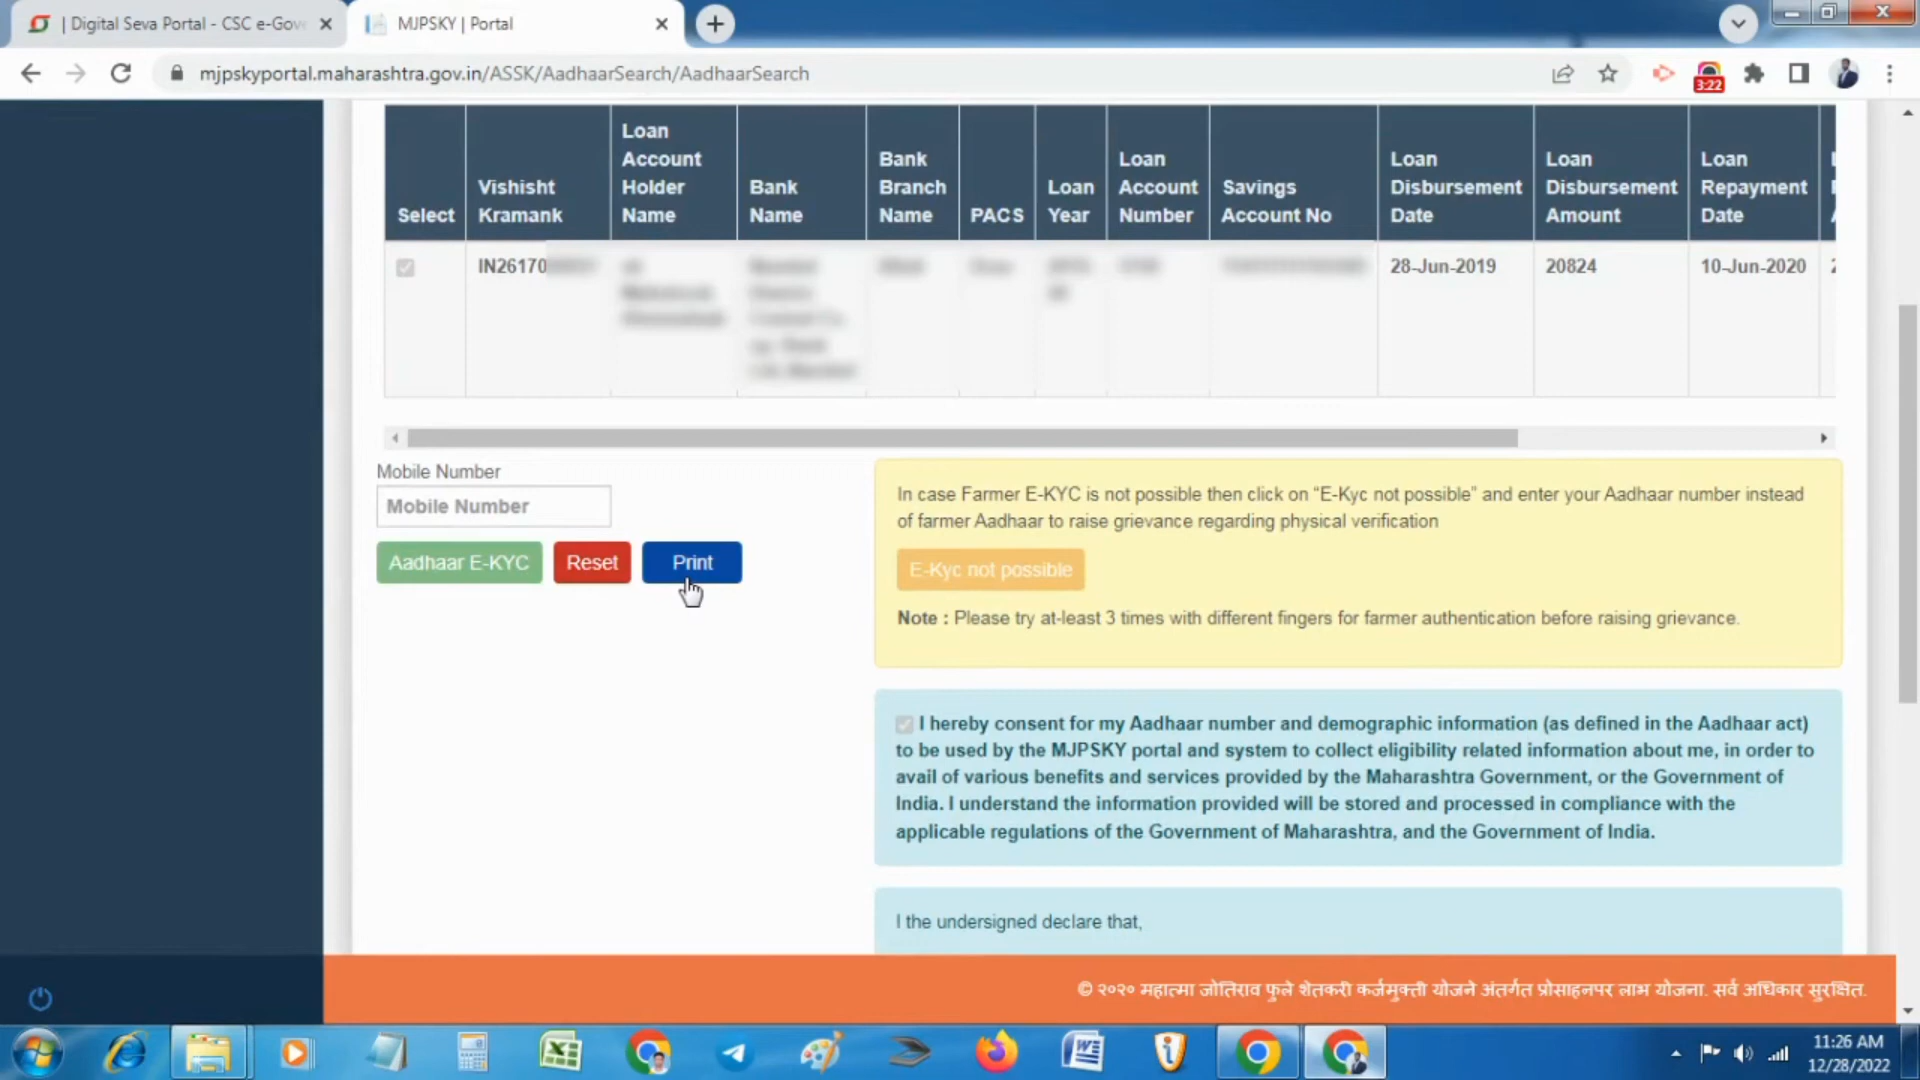 | Digital Seva Portal - CSC e-Gov
MJPSKY | Portal
mjpskyportal.maharashtra.gov.in/ASSK/AadhaarSearch/AadhaarSearch
3:22
Select
Vishisht Kramank
Loan Account Holder Name
Bank Name
Bank Branch Name
PACS
Loan Year
Loan Account Number
Savings Account No
Loan Disbursement Date
Loan Disbursement Amount
Loan Repayment Date
IN26170
28-Jun-2019
20824
10-Jun-2020
Mobile Number
Mobile Number
Aadhaar E-KYC
Reset
Print
In case Farmer E-KYC is not possible then click on “E-Kyc not possible” and enter your Aadhaar number instead
of farmer Aadhaar to raise grievance regarding physical verification
E-Kyc not possible
Note : Please try at-least 3 times with different fingers for farmer authentication before raising grievance.
I hereby consent for my Aadhaar number and demographic information (as defined in the Aadhaar act)
to be used by the MJPSKY portal and system to collect eligibility related information about me, in order to
avail of various benefits and services provided by the Maharashtra Government, or the Government of
India. I understand the information provided will be stored and processed in compliance with the
applicable regulations of the Government of Maharashtra, and the Government of India.
I the undersigned declare that,
© २०२० महात्मा जोतिराव फुले शेतकरी कर्जमुक्ती योजने अंतर्गत प्रोत्साहनपर लाभ योजना. सर्व अधिकार सुरक्षित.
11:26 AM
12/28/2022